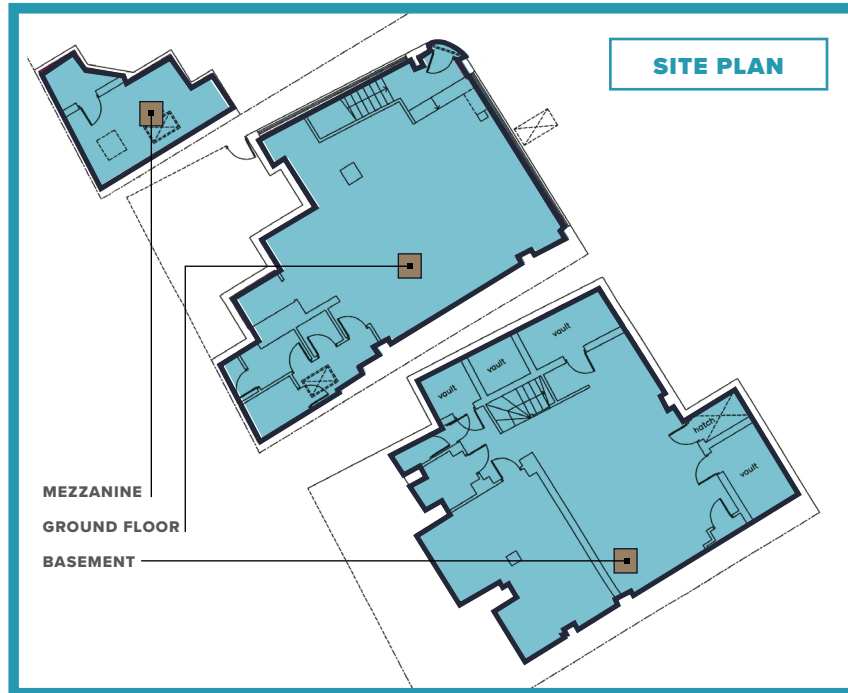 SITE PLAN
vault
vault
vault
hatch
vault
MEZZANINE
GROUND FLOOR
BASEMENT